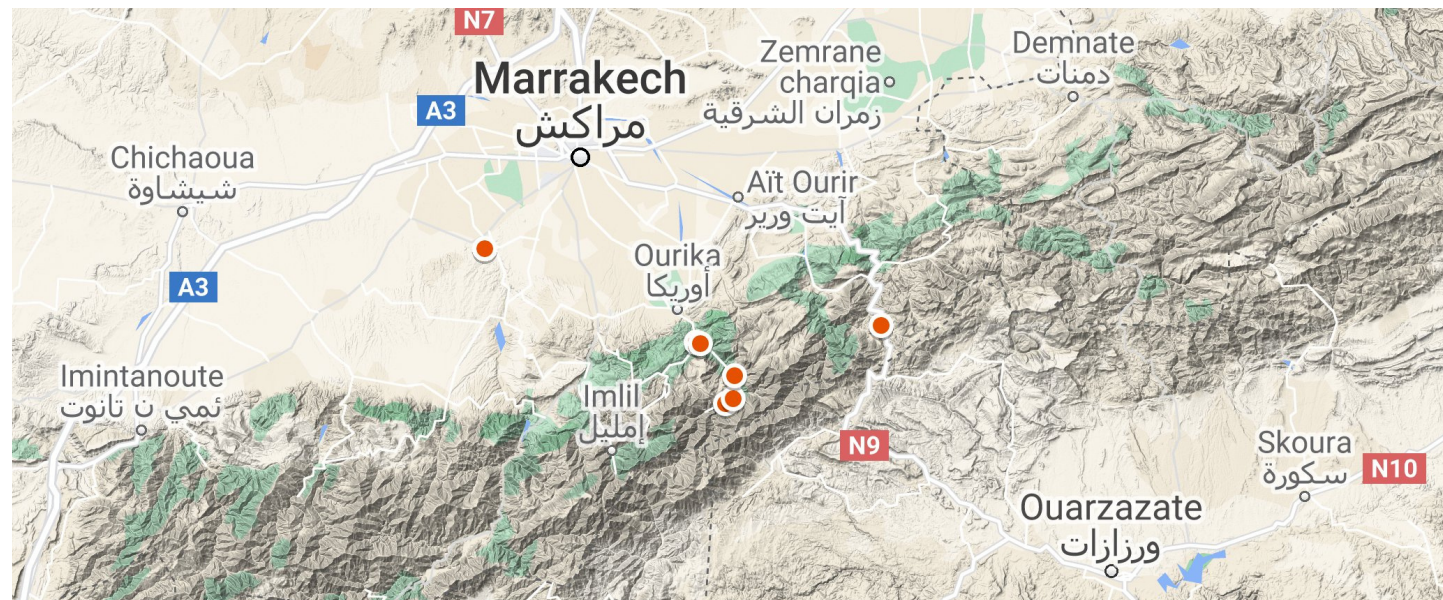 N7
Zemrane
charqia
زمران الشرقية
Demnate
دمنات
Marrakech
مراكش
A3
Chichaoua
شيشاوة
Aït Ourir
آيت ورير
Ourika
أوريكا
A3
Imintanoute
ئمي ن تانوت
Imlil
إمليل
N9
Skoura
سكورة
N10
Ouarzazate
ورزازات